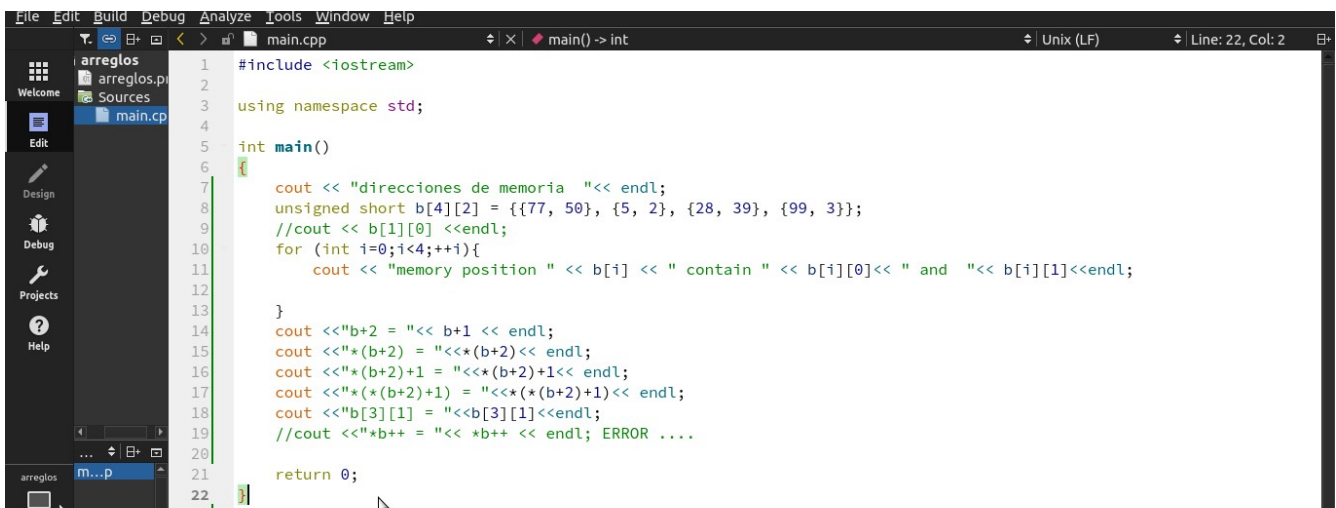 File Edit Build Debug Analyze Tools Window Help
main.cpp main() -> int Unix (LF) Line: 22, Col: 2
Welcome
Edit
Design
Debug
Projects
Help
arreglos
arreglos
arreglos.pr
Sources
main.cp
...
m...p
1 #include <iostream>
2
3 using namespace std;
4
5 int main()
6 {
7 cout << "direcciones de memoria  "<< endl;
8 unsigned short b[4][2] = {{77, 50}, {5, 2}, {28, 39}, {99, 3}};
9 //cout << b[1][0] <<endl;
10 for (int i=0;i<4;++i){
11 cout << "memory position " << b[i] << " contain " << b[i][0]<< " and  "<< b[i][1]<<endl;
12
13 }
14 cout <<"b+2 = "<< b+1 << endl;
15 cout <<"*(b+2) = "<<*(b+2)<< endl;
16 cout <<"*(b+2)+1 = "<<*(b+2)+1<< endl;
17 cout <<"*(*(b+2)+1) = "<<*(*(b+2)+1)<< endl;
18 cout <<"b[3][1] = "<<b[3][1]<<endl;
19 //cout <<"*b++ = "<< *b++ << endl; ERROR ....
20
21 return 0;
22 }